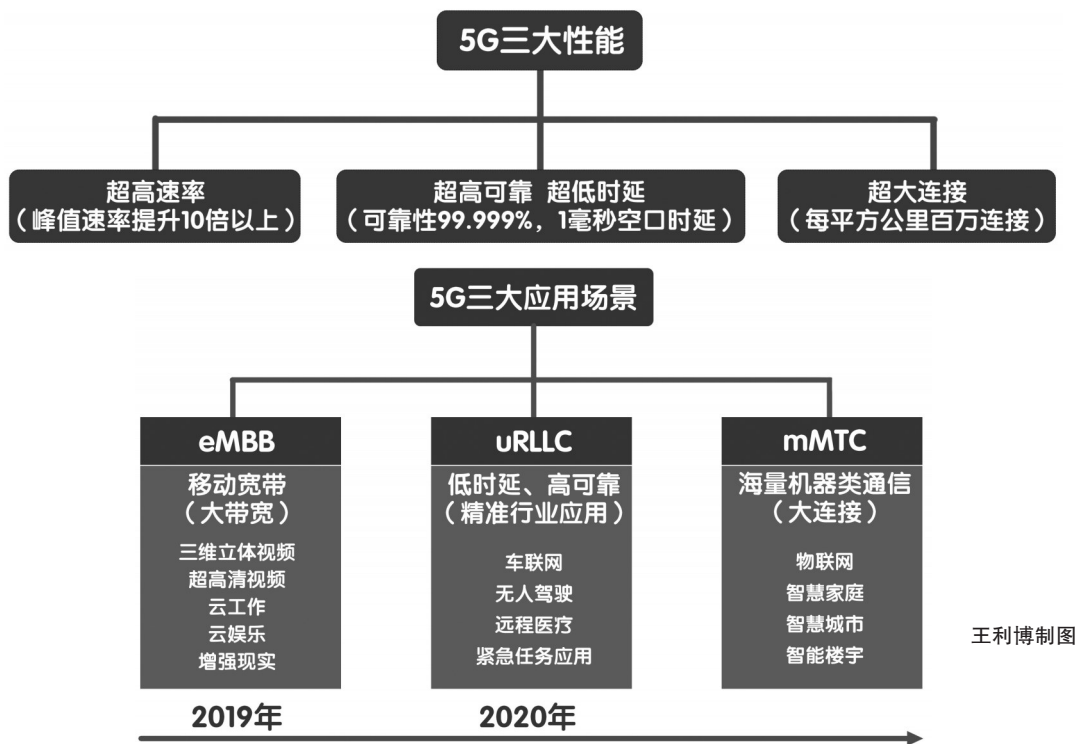 5G三大性能
超高速率
（峰值速率提升10倍以上）
超高可靠 超低时延
（可靠性99.999%，1毫秒空口时延）
超大连接
（每平方公里百万连接）
5G三大应用场景
eMBB
移动宽带
（大带宽）
三维立体视频
超高清视频
云工作
云娱乐
增强现实
uRLLC
低时延、高可靠
（精准行业应用）
车联网
无人驾驶
远程医疗
紧急任务应用
mMTC
海量机器类通信
（大连接）
物联网
智慧家庭
智慧城市
智能楼宇
王利博制图
2019年
2020年